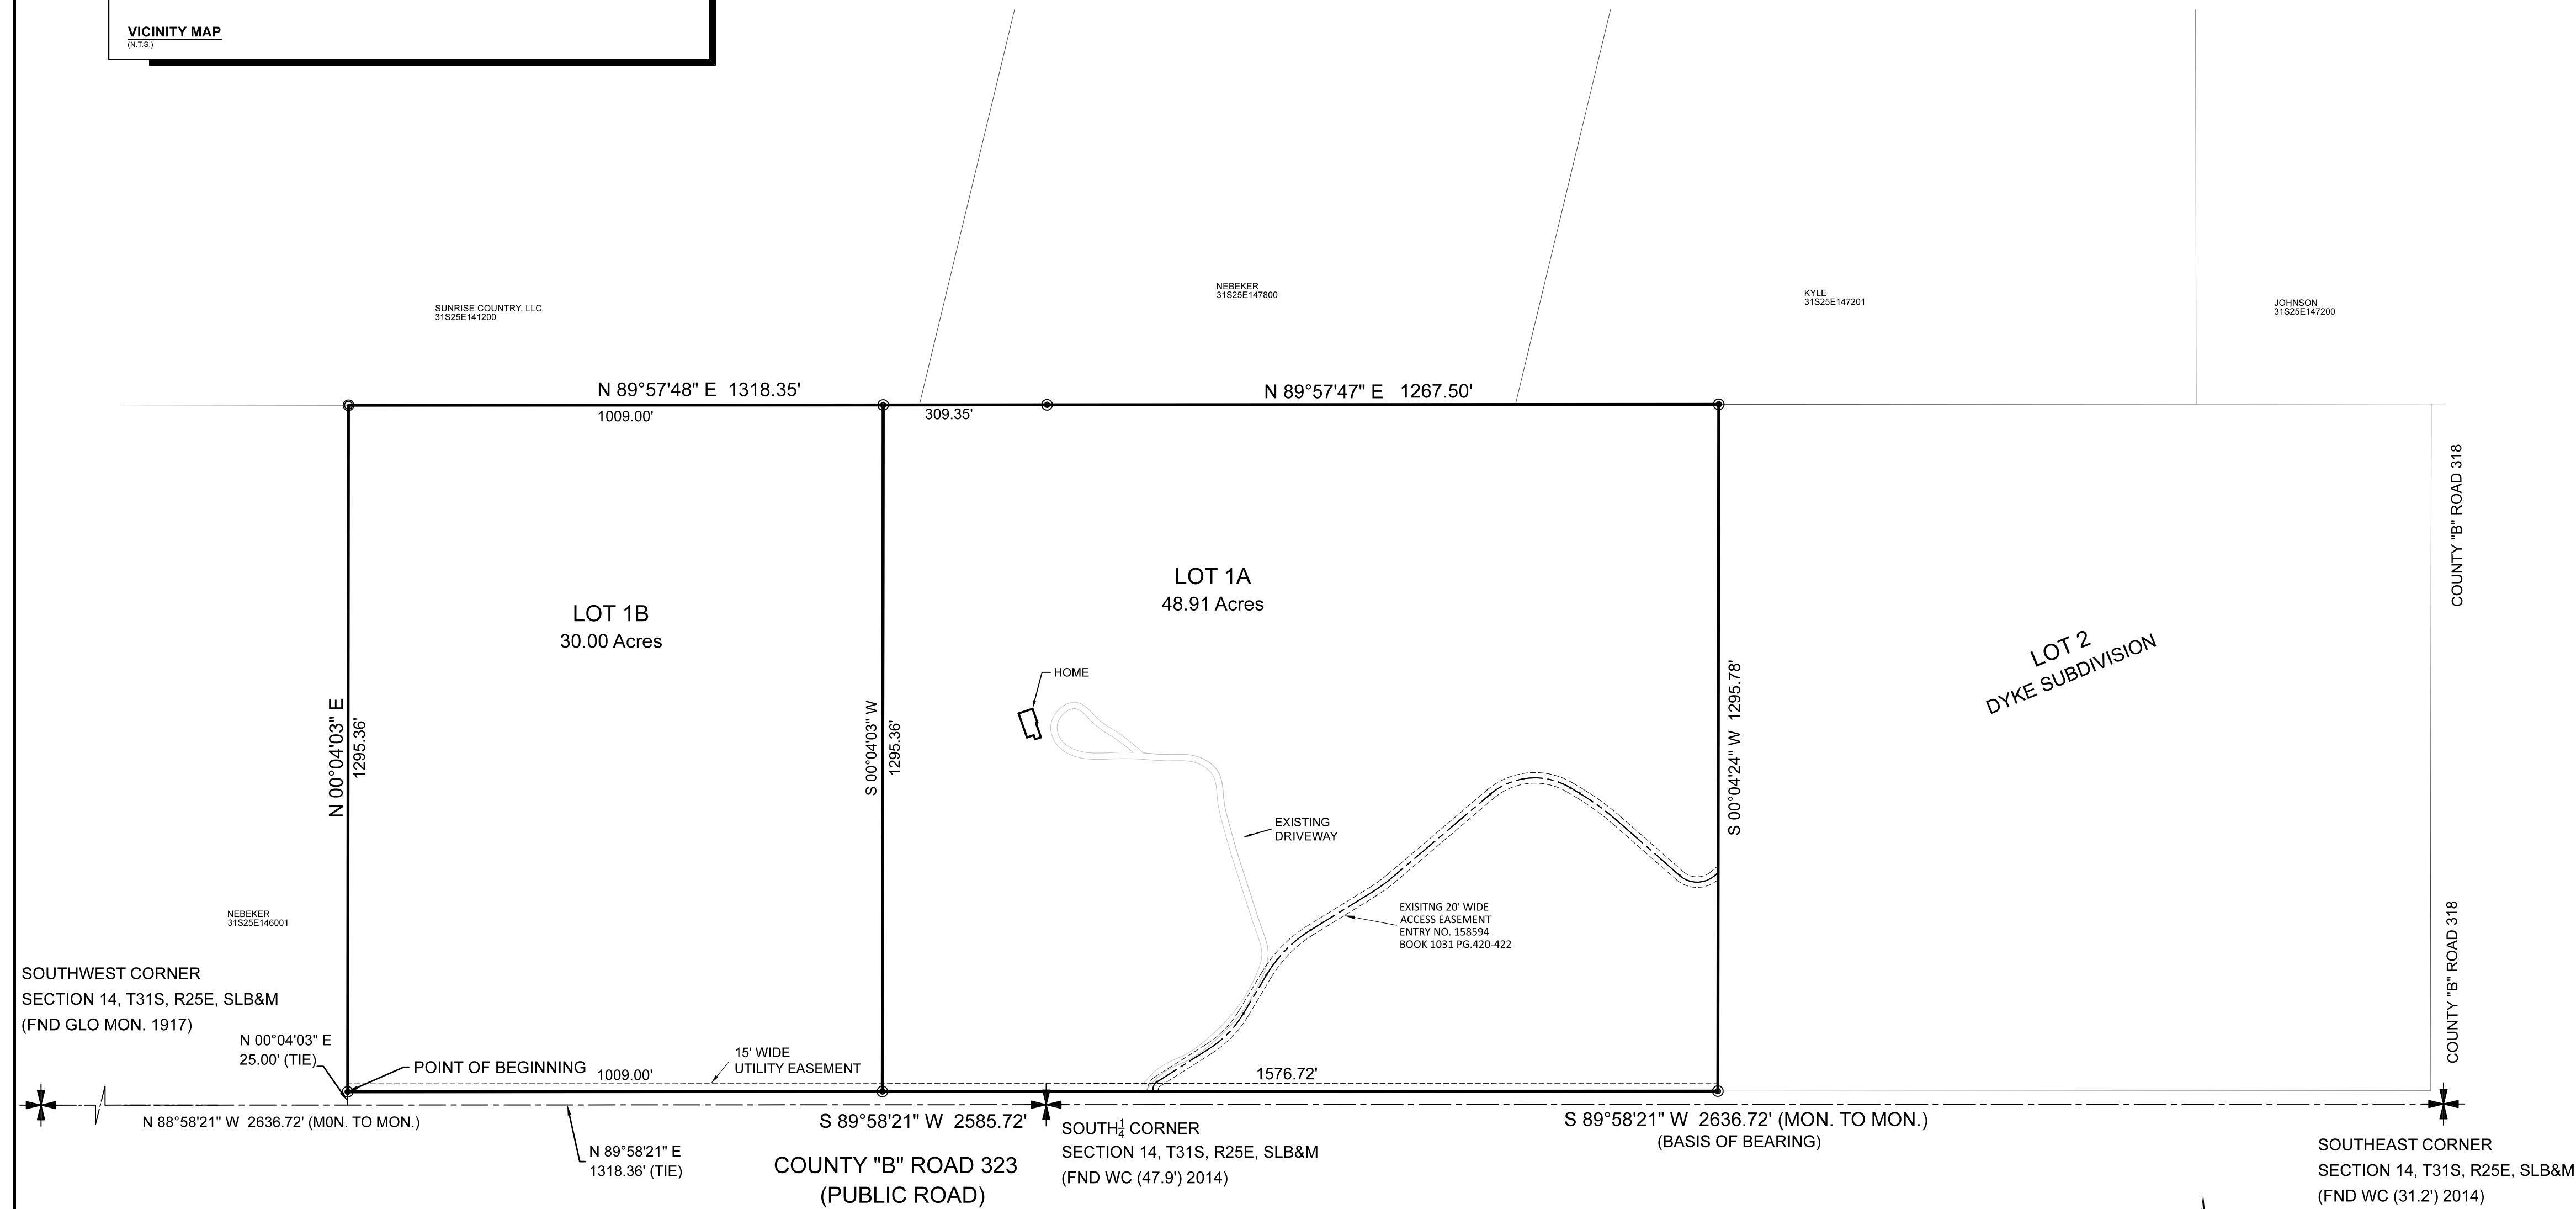 VICINITY MAP
(N.T.S.)
SUNRISE COUNTRY, LLC
31S25E141200
NEBEKER
31S25E147800
KYLE
31S25E147201
JOHNSON
31S25E147200
N 89°57'48" E 1318.35'
1009.00'
309.35'
N 89°57'47" E 1267.50'
COUNTY "B" ROAD 318
LOT 1B
30.00 Acres
LOT 1A
48.91 Acres
LOT 2
DYKE SUBDIVISION
HOME
N 00°04'03" E
1295.36'
S 00°04'03" W
1295.36'
S 00°04'24" W 1295.78'
EXISTING
DRIVEWAY
EXISITNG 20' WIDE
ACCESS EASEMENT
ENTRY NO. 158594
BOOK 1031 PG.420-422
NEBEKER
31S25E146001
COUNTY "B" ROAD 318
SOUTHWEST CORNER
SECTION 14, T31S, R25E, SLB&M
(FND GLO MON. 1917)
N 00°04'03" E
25.00' (TIE)
POINT OF BEGINNING
1009.00'
15' WIDE
UTILITY EASEMENT
1576.72'
N 88°58'21" W 2636.72' (M0N. TO MON.)
S 89°58'21" W 2585.72'
SOUTH 1/4 CORNER
SECTION 14, T31S, R25E, SLB&M
(FND WC (47.9') 2014)
S 89°58'21" W 2636.72' (MON. TO MON.)
(BASIS OF BEARING)
N 89°58'21" E
1318.36' (TIE)
COUNTY "B" ROAD 323
(PUBLIC ROAD)
SOUTHEAST CORNER
SECTION 14, T31S, R25E, SLB&M
(FND WC (31.2') 2014)